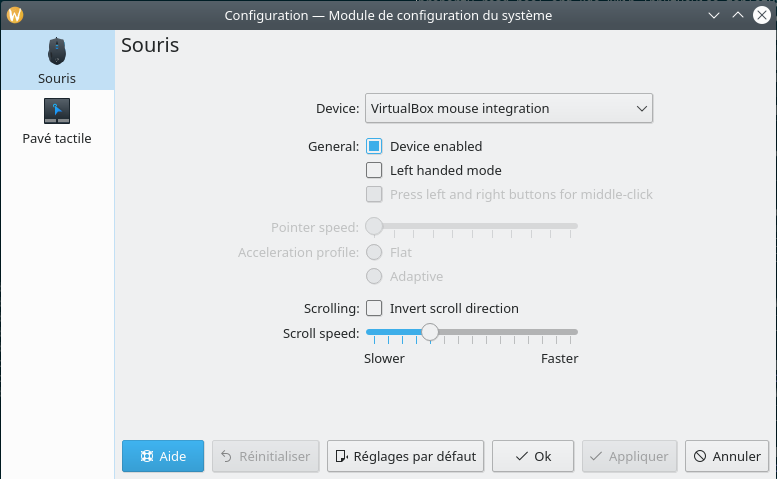 Configuration — Module de configuration du système
Souris
Pavé tactile
Souris
Device: VirtualBox mouse integration
General: Device enabled
Left handed mode
Press left and right buttons for middle-click
Pointer speed:
Acceleration profile: Flat
Adaptive
Scrolling: Invert scroll direction
Scroll speed:
Slower Faster
Aide Réinitialiser Réglages par défaut Ok Appliquer Annuler